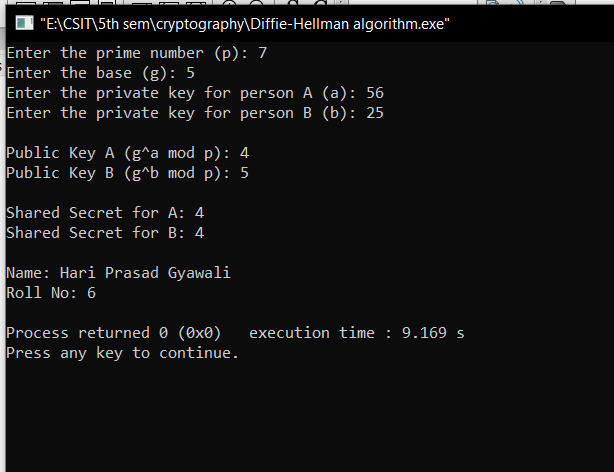 "E:\CSIT\5th sem\cryptography\Diffie-Hellman algorithm.exe"
Enter the prime number (p): 7
Enter the base (g): 5
Enter the private key for person A (a): 56
Enter the private key for person B (b): 25
Public Key A (g^a mod p): 4
Public Key B (g^b mod p): 5
Shared Secret for A: 4
Shared Secret for B: 4
Name: Hari Prasad Gyawali
Roll No: 6
Process returned 0 (0x0)   execution time : 9.169 s
Press any key to continue.